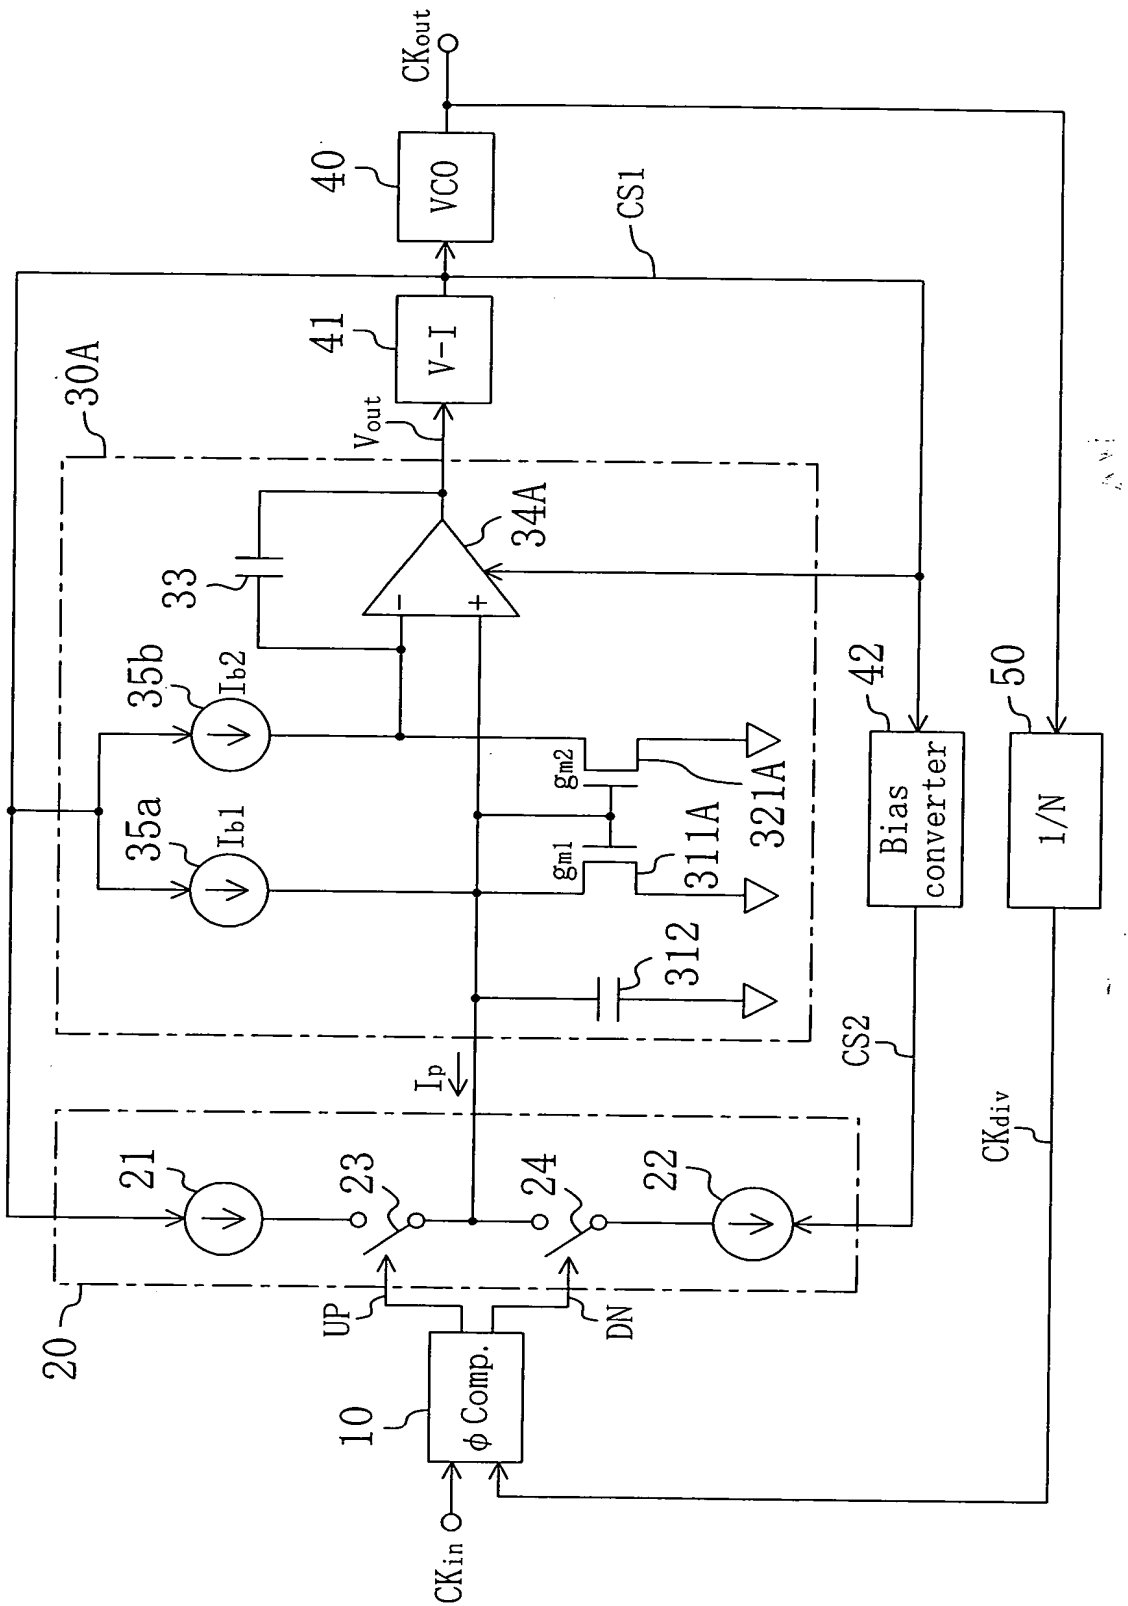 20
21
UP
23
24
DN
22
10
φ Comp.
CKin
Ip
30A
35a
Ib1
35b
Ib2
33
-
+
34A
gm1
gm2
311A
321A
312
Vout
41
V-I
40
VCO
CKout
CS1
42
Bias
converter
CS2
50
1/N
CKdiv